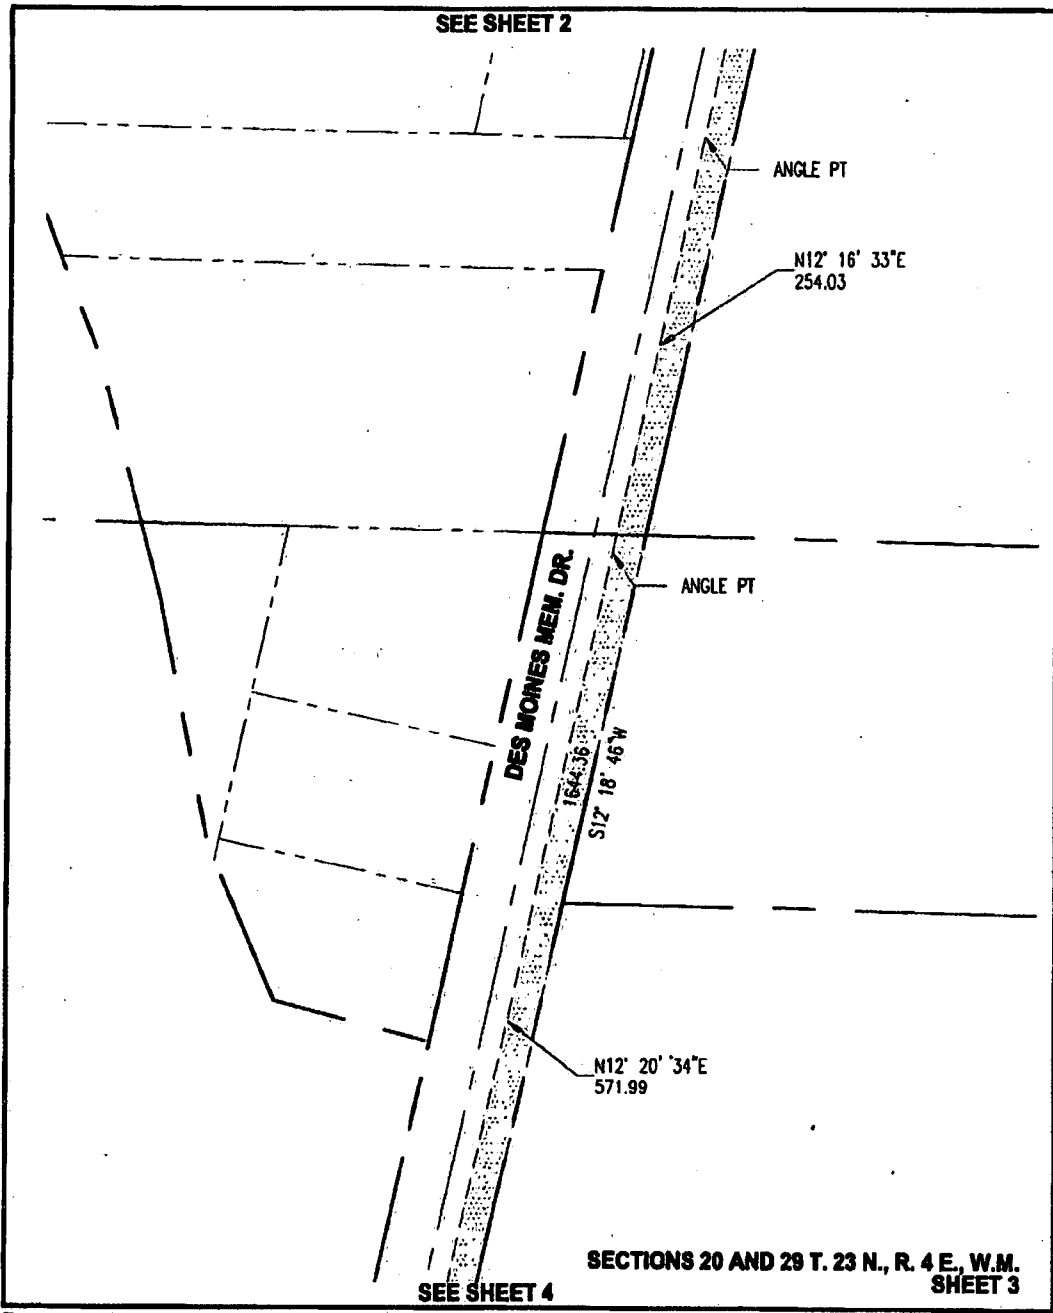 SEE SHEET 2
ANGLE PT
N12° 16' 33"E
254.03
ANGLE PT
DES MOINES MEM. DR.
1644.36
S12° 18' 46"W
N12° 20' 34"E
571.99
SECTIONS 20 AND 29 T. 23 N., R. 4 E., W.M.
SHEET 3
SEE SHEET 4